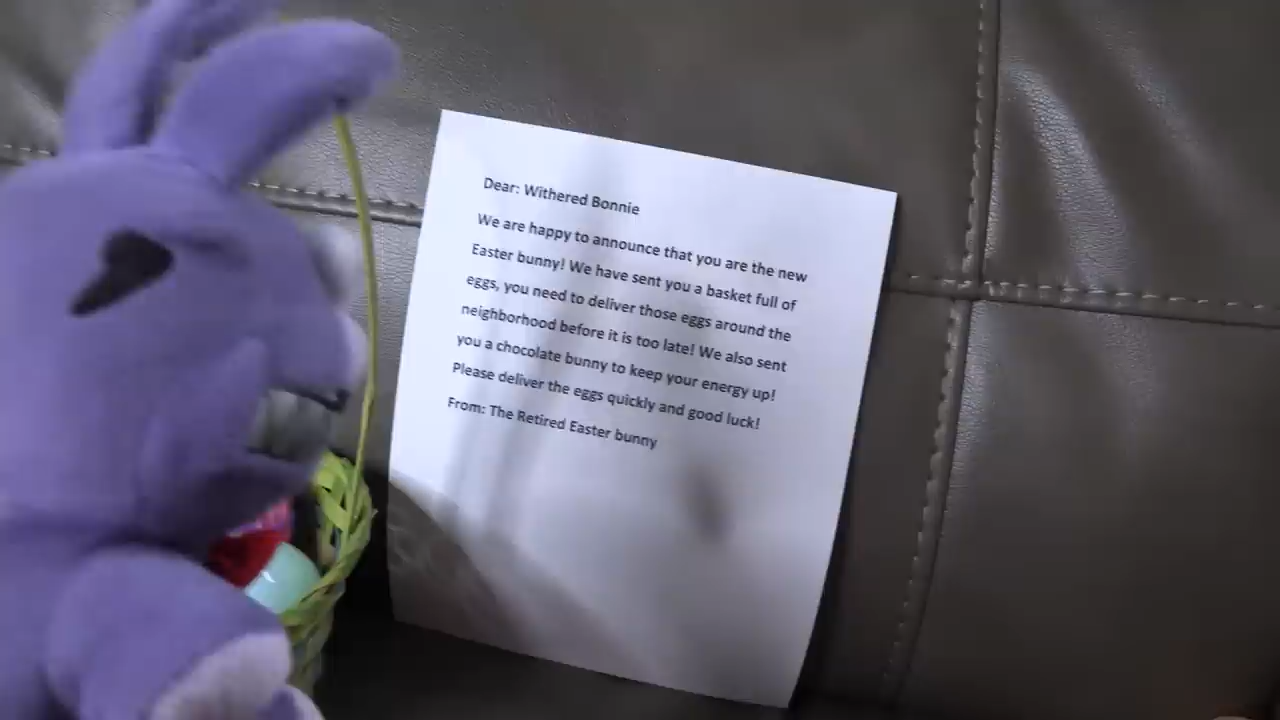 Dear: Withered Bonnie
We are happy to announce that you are the new
Easter bunny! We have sent you a basket full of
eggs, you need to deliver those eggs around the
neighborhood before it is too late! We also sent
you a chocolate bunny to keep your energy up!
Please deliver the eggs quickly and good luck!
From: The Retired Easter bunny